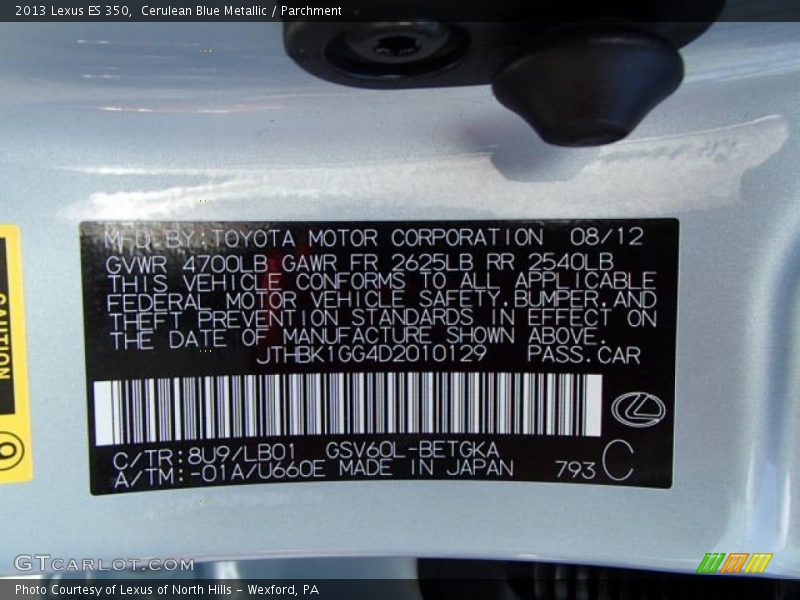 2013 Lexus ES 350, Cerulean Blue Metallic / Parchment
MFD.BY:TOYOTA MOTOR CORPORATION 08/12
GVWR 4700LB GAWR FR 2625LB RR 2540LB
THIS VEHICLE CONFORMS TO ALL APPLICABLE
FEDERAL MOTOR VEHICLE SAFETY,BUMPER,AND
THEFT PREVENTION STANDARDS IN EFFECT ON
THE DATE OF MANUFACTURE SHOWN ABOVE.
JTHBK1GG4D2010129 PASS.CAR
C/TR:8U9/LB01 GSV60L-BETGKA
A/TM:-01A/U660E MADE IN JAPAN 793 C
CAUTION
GTCARLOT.COM
Photo Courtesy of Lexus of North Hills - Wexford, PA